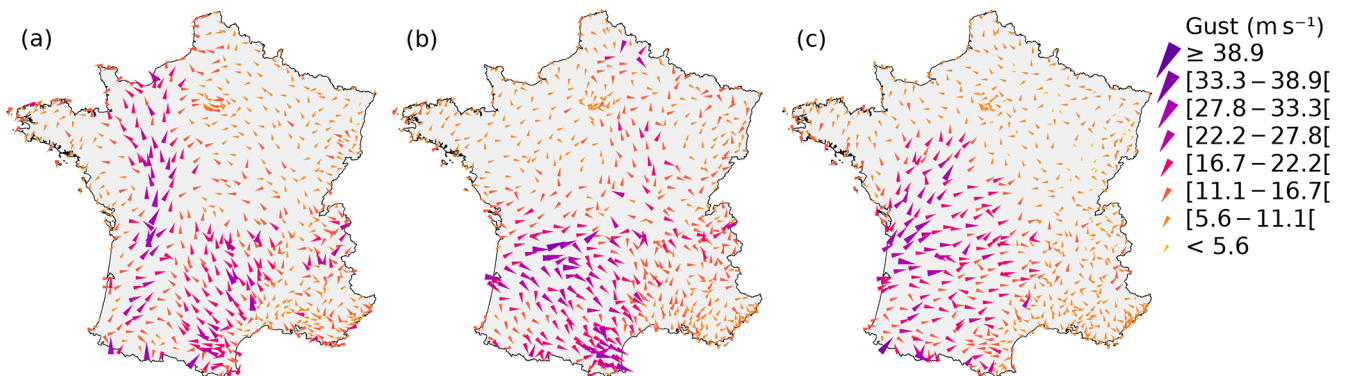 (a)
(b)
(c)
Gust (m s⁻¹)
≥ 38.9
[33.3 – 38.9[
[27.8 – 33.3[
[22.2 – 27.8[
[16.7 – 22.2[
[11.1 – 16.7[
[5.6 – 11.1[
< 5.6